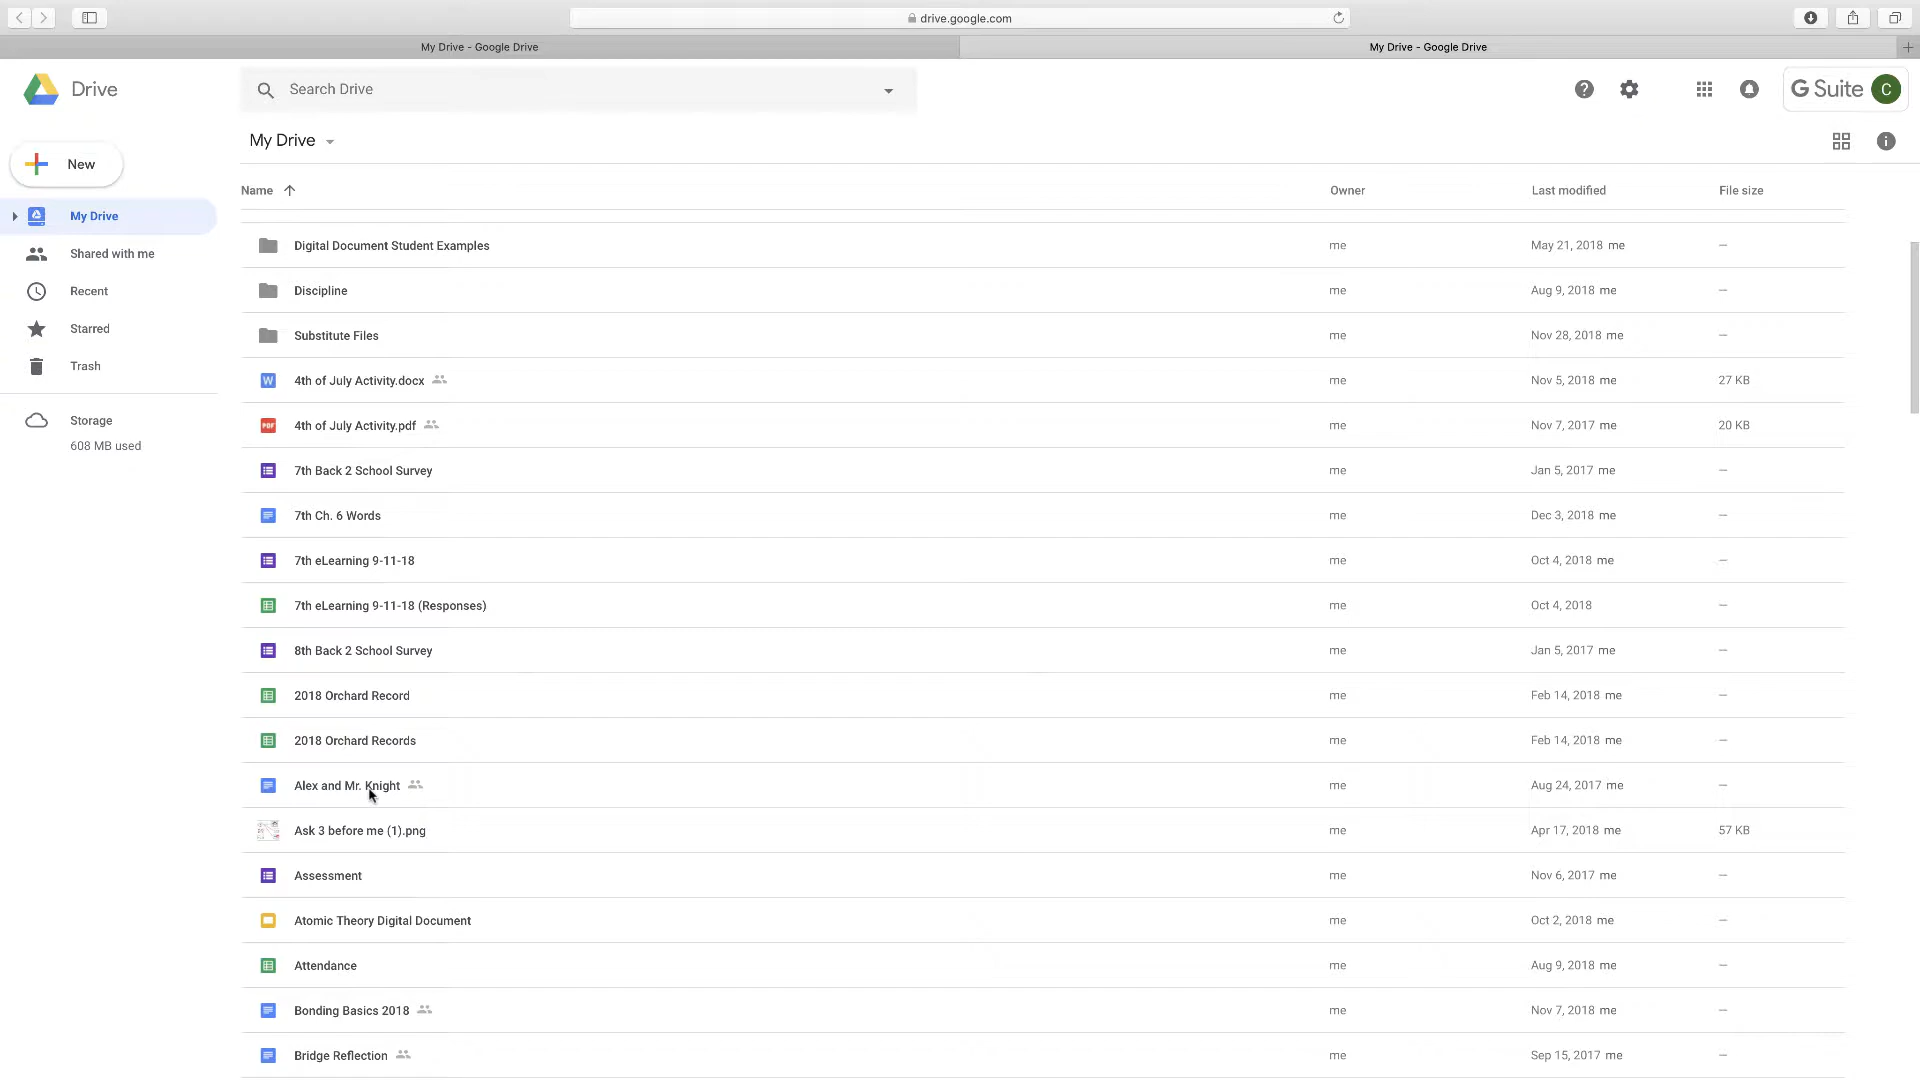 drive.google.com
My Drive - Google Drive
My Drive - Google Drive
Drive
Search Drive
G Suite C
New
My Drive
Shared with me
Recent
Starred
Trash
Storage
608 MB used
My Drive
Name Owner Last modified File size
Digital Document Student Examples me May 21, 2018 me —
Discipline me Aug 9, 2018 me —
Substitute Files me Nov 28, 2018 me —
W 4th of July Activity.docx me Nov 5, 2018 me 27 KB
PDF 4th of July Activity.pdf me Nov 7, 2017 me 20 KB
7th Back 2 School Survey me Jan 5, 2017 me —
7th Ch. 6 Words me Dec 3, 2018 me —
7th eLearning 9-11-18 me Oct 4, 2018 me —
7th eLearning 9-11-18 (Responses) me Oct 4, 2018 —
8th Back 2 School Survey me Jan 5, 2017 me —
2018 Orchard Record me Feb 14, 2018 me —
2018 Orchard Records me Feb 14, 2018 me —
Alex and Mr. Knight me Aug 24, 2017 me —
Ask 3 before me (1).png me Apr 17, 2018 me 57 KB
Assessment me Nov 6, 2017 me —
Atomic Theory Digital Document me Oct 2, 2018 me —
Attendance me Aug 9, 2018 me —
Bonding Basics 2018 me Nov 7, 2018 me —
Bridge Reflection me Sep 15, 2017 me —